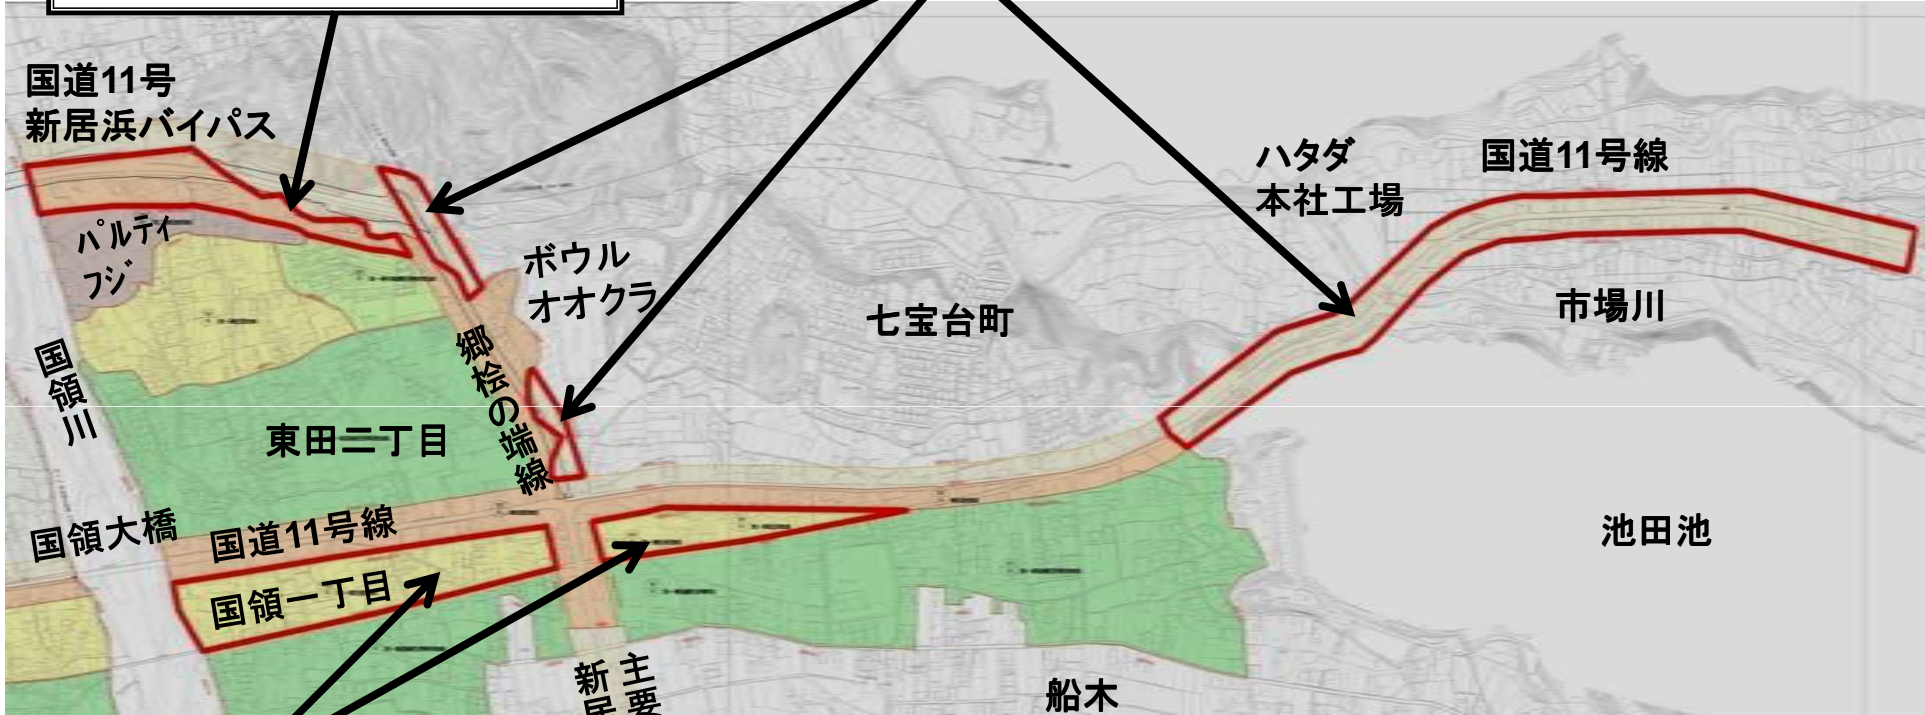 国道11号
新居浜バイパス
パルティ
フジ
ボウル
オオクラ
ハタダ
本社工場
国道11号線
市場川
七宝台町
国領川
郷桧の端線
東田二丁目
池田池
国領大橋
国道11号線
国領一丁目
主要
新居
船木